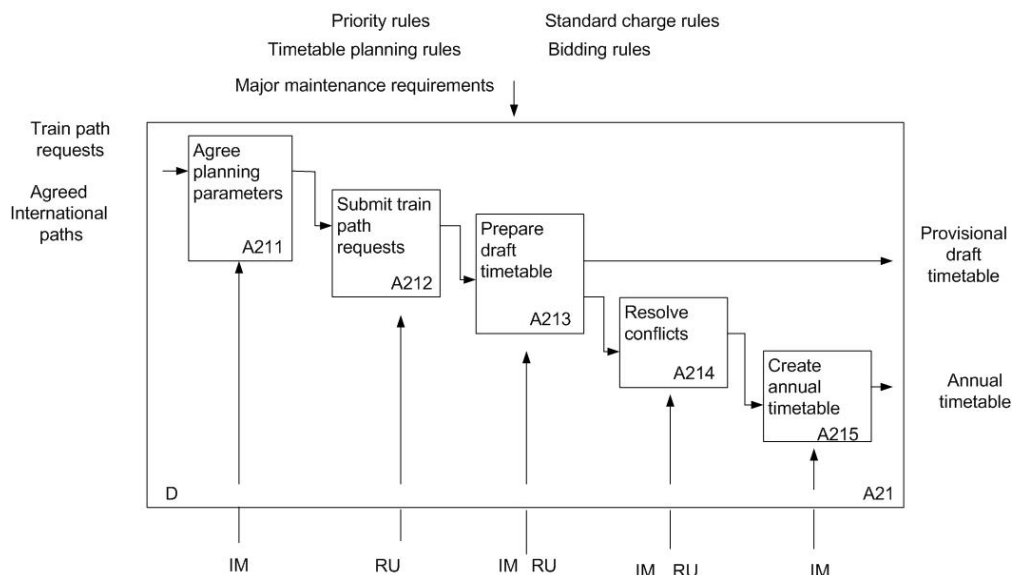 Priority rules
Standard charge rules
Timetable planning rules
Bidding rules
Major maintenance requirements
Train path
requests
Agreed
International
paths
Agree
planning
parameters
A211
Submit train
path
requests
A212
Prepare
draft
timetable
A213
Resolve
conflicts
A214
Create
annual
timetable
A215
Provisional
draft
timetable
Annual
timetable
D
A21
IM
RU
IM RU
IM RU
IM